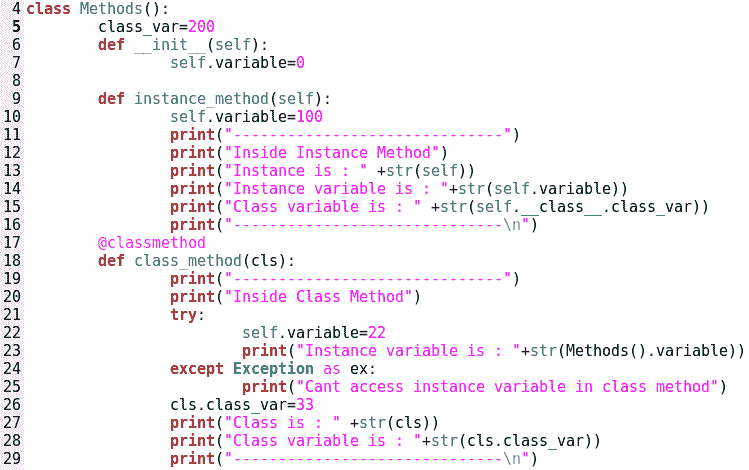 4 class Methods():
5         class_var=200
6         def __init__(self):
7                 self.variable=0
8
9         def instance_method(self):
10                 self.variable=100
11                 print("------------------------------")
12                 print("Inside Instance Method")
13                 print("Instance is : " +str(self))
14                 print("Instance variable is : "+str(self.variable))
15                 print("Class variable is : " +str(self.__class__.class_var))
16                 print("------------------------------\n")
17         @classmethod
18         def class_method(cls):
19                 print("------------------------------")
20                 print("Inside Class Method")
21                 try:
22                         self.variable=22
23                         print("Instance variable is : "+str(Methods().variable))
24                 except Exception as ex:
25                         print("Cant access instance variable in class method")
26                 cls.class_var=33
27                 print("Class is : " +str(cls))
28                 print("Class variable is : "+str(cls.class_var))
29                 print("------------------------------\n")